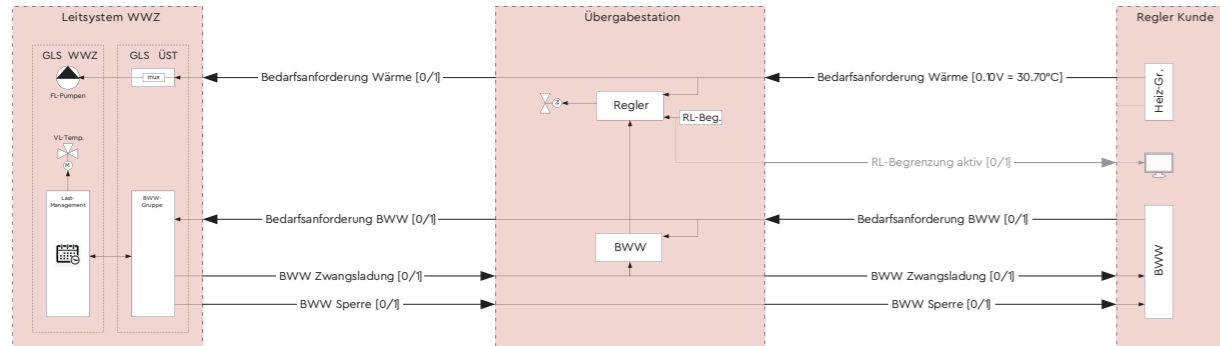 Leitsystem WWZ
Übergabestation
Regler Kunde
GLS WWZ
GLS ÜST
FL-Pumpen
mux
Bedarfsanforderung Wärme [0/1]
Bedarfsanforderung Wärme [0.10V = 30.70°C]
Regler
RL-Beg.
Heiz-Gr.
VL-Temp.
M
M
RL-Begrenzung aktiv [0/1]
Last-
Management
BWW-
Gruppe
Bedarfsanforderung BWW [0/1]
Bedarfsanforderung BWW [0/1]
BWW
BWW
BWW Zwangsladung [0/1]
BWW Zwangsladung [0/1]
BWW Sperre [0/1]
BWW Sperre [0/1]